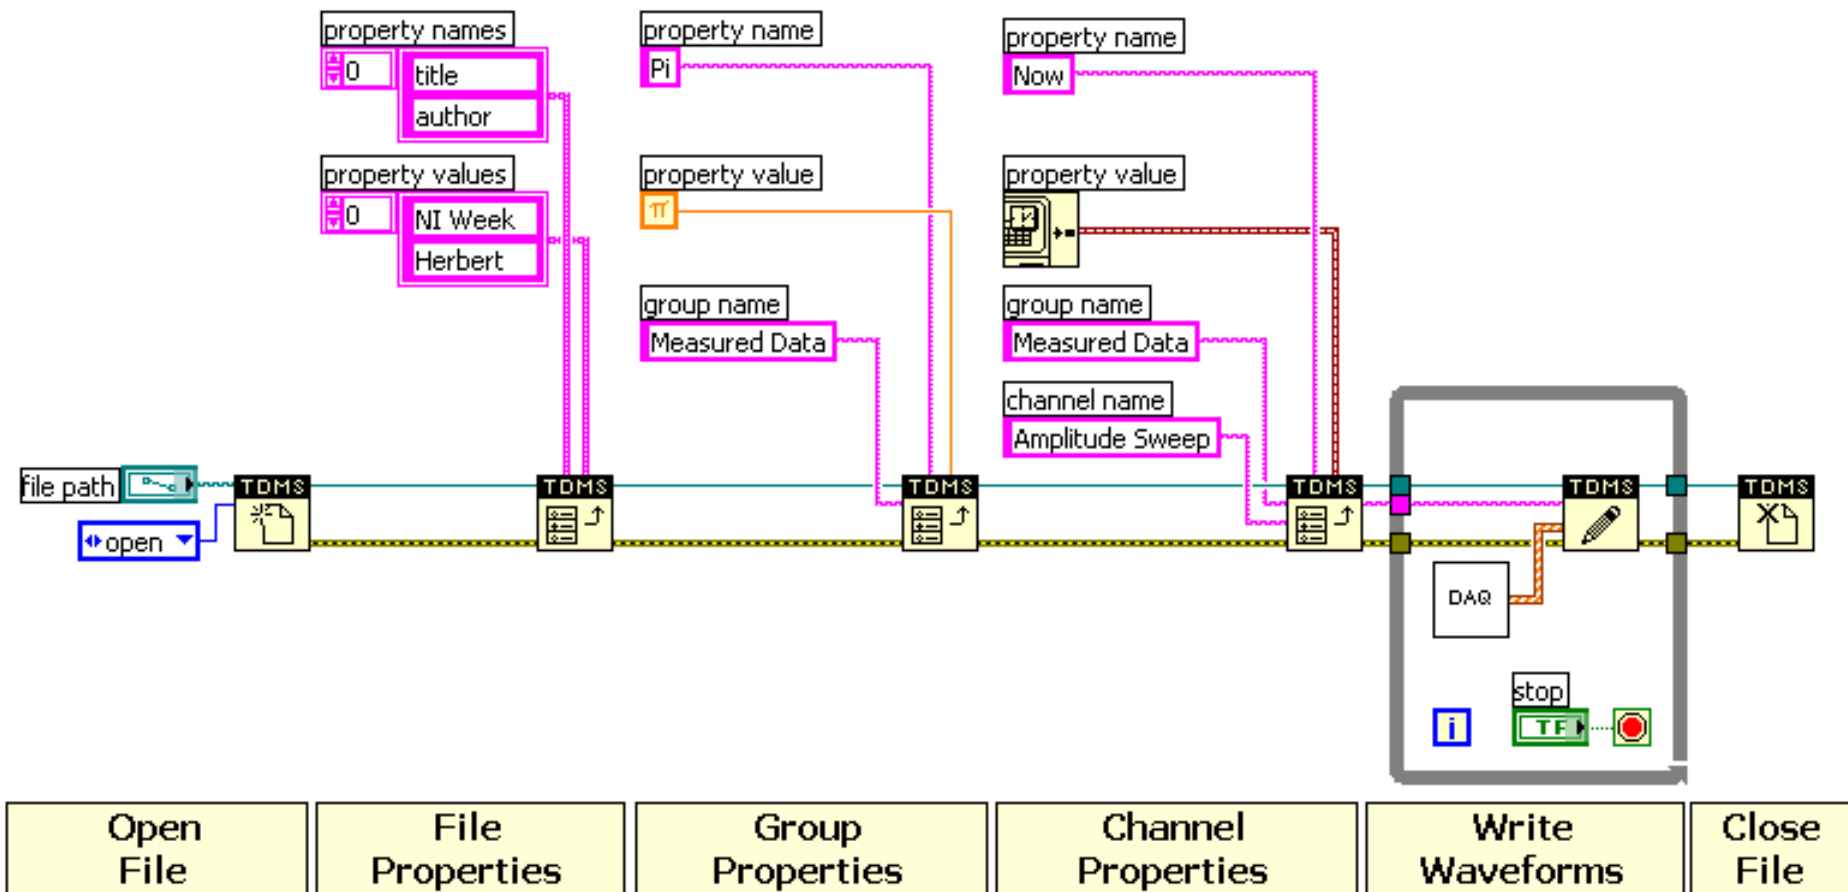 property names
0
title
author
property values
0
NI Week
Herbert
property name
Pi
property value
π
group name
Measured Data
property name
Now
property value
group name
Measured Data
channel name
Amplitude Sweep
file path
open
TDMS
TDMS
TDMS
TDMS
TDMS
TDMS
DAQ
stop
TF
i
Open
File
File
Properties
Group
Properties
Channel
Properties
Write
Waveforms
Close
File